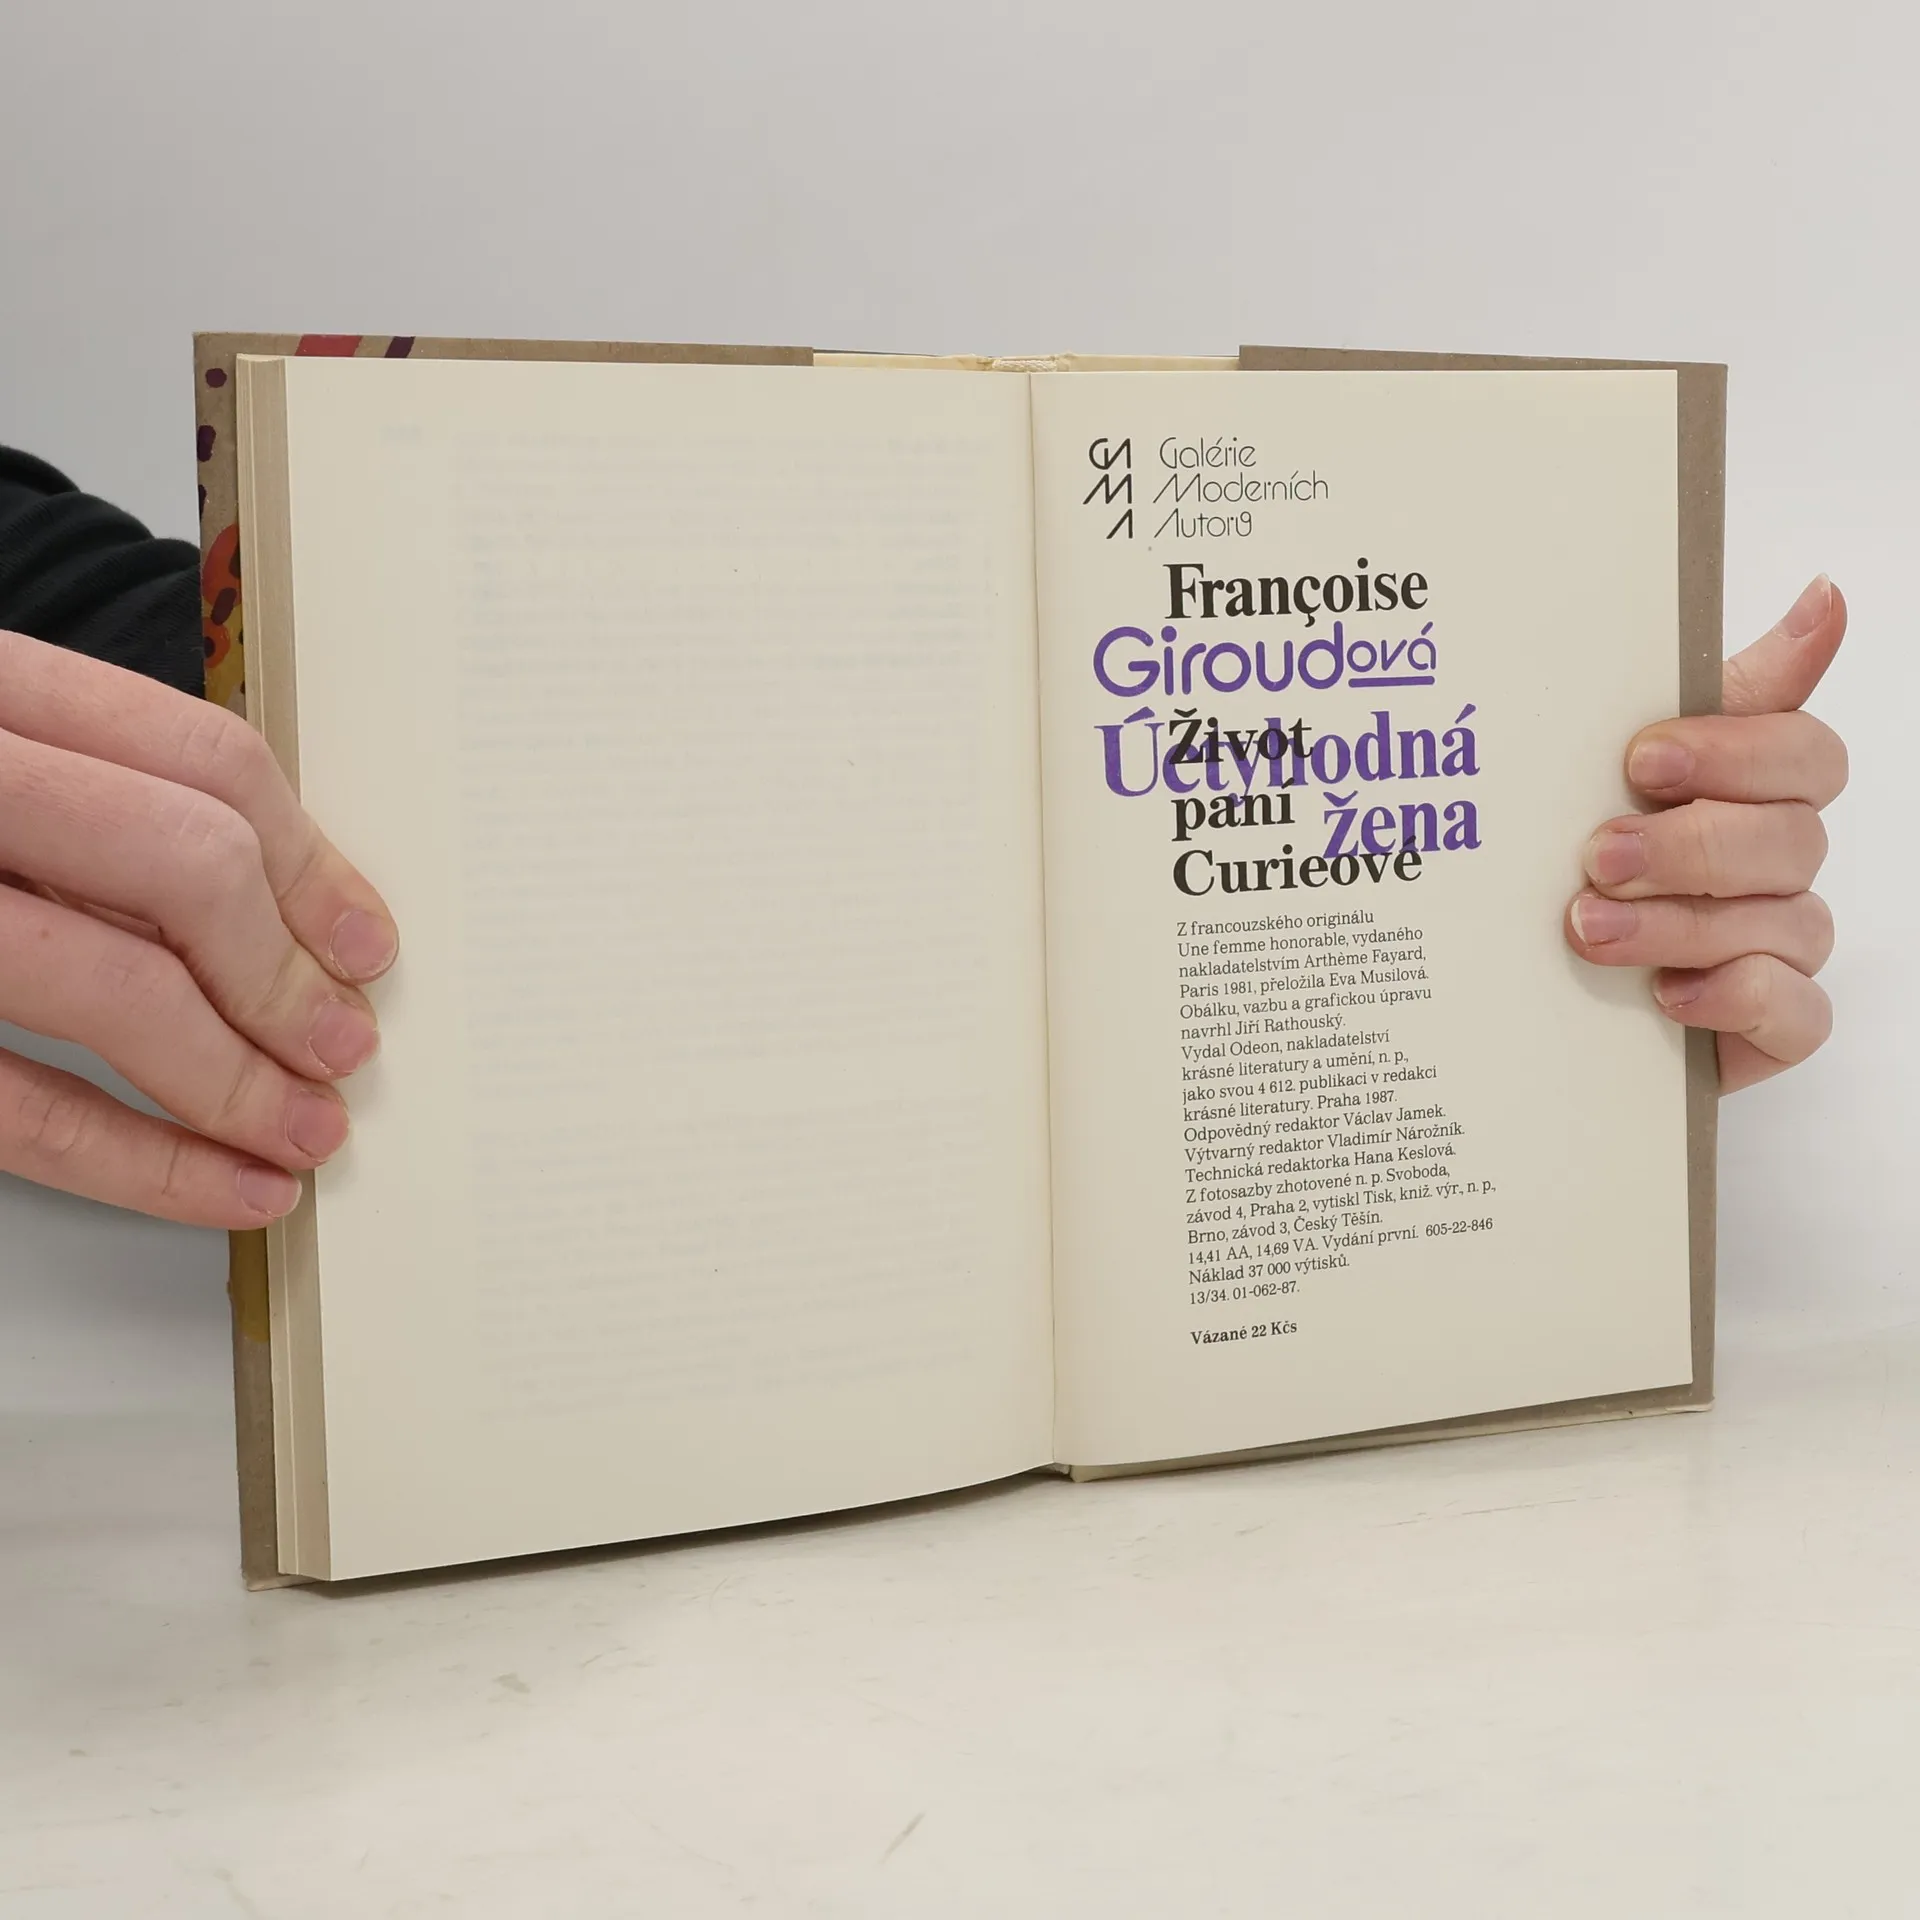 GMA Galérie
Moderních
Autorů
Françoise
Giroudová
Úctyhodná
žena
Život
paní
Curieové
Z francouzského originálu
Une femme honorable, vydaného
nakladatelstvím Arthème Fayard,
Paris 1981, přeložila Eva Musilová.
Obálku, vazbu a grafickou úpravu
navrhl Jiří Rathouský.
Vydal Odeon, nakladatelství
krásné literatury a umění, n. p.,
jako svou 4 612. publikaci v redakci
krásné literatury. Praha 1987.
Odpovědný redaktor Václav Jamek.
Výtvarný redaktor Vladimír Nárožník.
Technická redaktorka Hana Keslová.
Z fotosazby zhotovené n. p. Svoboda,
závod 4, Praha 2, vytiskl Tisk, kniž. výr., n. p.,
Brno, závod 3, Český Těšín.
14,41 AA, 14,69 VA. Vydání první. 605-22-846
Náklad 37 000 výtisků.
13/34. 01-062-87.
Vázané 22 Kčs